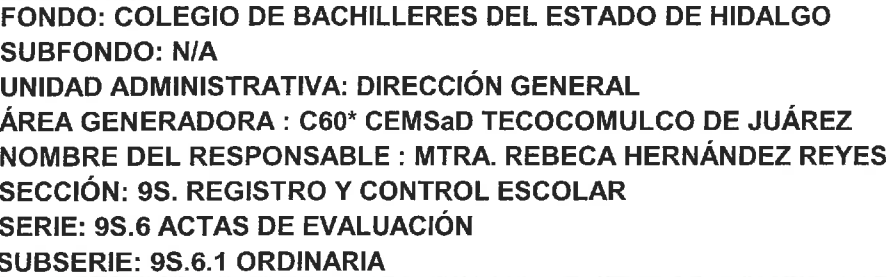 FONDO: COLEGIO DE BACHILLERES DEL ESTADO DE HIDALGO
SUBFONDO: N/A
UNIDAD ADMINISTRATIVA: DIRECCIÓN GENERAL
ÁREA GENERADORA : C60* CEMSaD TECOCOMULCO DE JUÁREZ
NOMBRE DEL RESPONSABLE : MTRA. REBECA HERNÁNDEZ REYES
SECCIÓN: 9S. REGISTRO Y CONTROL ESCOLAR
SERIE: 9S.6 ACTAS DE EVALUACIÓN
SUBSERIE: 9S.6.1 ORDINARIA